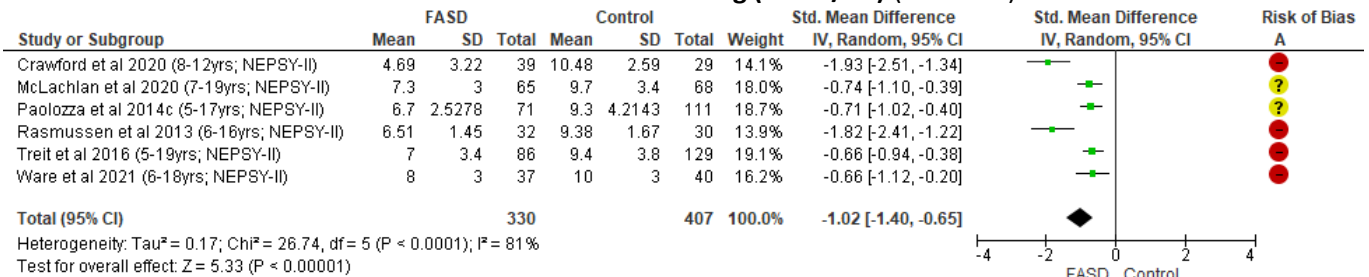 FASD Control Std. Mean Difference Std. Mean Difference Risk of Bias
Study or Subgroup Mean SD Total Mean SD Total Weight IV, Random, 95% CI IV, Random, 95% CI A
Crawford et al 2020 (8-12yrs; NEPSY-II) 4.69 3.22 39 10.48 2.59 29 14.1% -1.93 [-2.51, -1.34] −
McLachlan et al 2020 (7-19yrs; NEPSY-II) 7.3 3 65 9.7 3.4 68 18.0% -0.74 [-1.10, -0.39] ?
Paolozza et al 2014c (5-17yrs; NEPSY-II) 6.7 2.5278 71 9.3 4.2143 111 18.7% -0.71 [-1.02, -0.40] ?
Rasmussen et al 2013 (6-16yrs; NEPSY-II) 6.51 1.45 32 9.38 1.67 30 13.9% -1.82 [-2.41, -1.22] −
Treit et al 2016 (5-19yrs; NEPSY-II) 7 3.4 86 9.4 3.8 129 19.1% -0.66 [-0.94, -0.38] −
Ware et al 2021 (6-18yrs; NEPSY-II) 8 3 37 10 3 40 16.2% -0.66 [-1.12, -0.20] −
Total (95% CI) 330 407 100.0% -1.02 [-1.40, -0.65]
Heterogeneity: Tau² = 0.17; Chi² = 26.74, df = 5 (P < 0.0001); I² = 81%
Test for overall effect: Z = 5.33 (P < 0.00001)
-4 -2 0 2 4
FASD Control